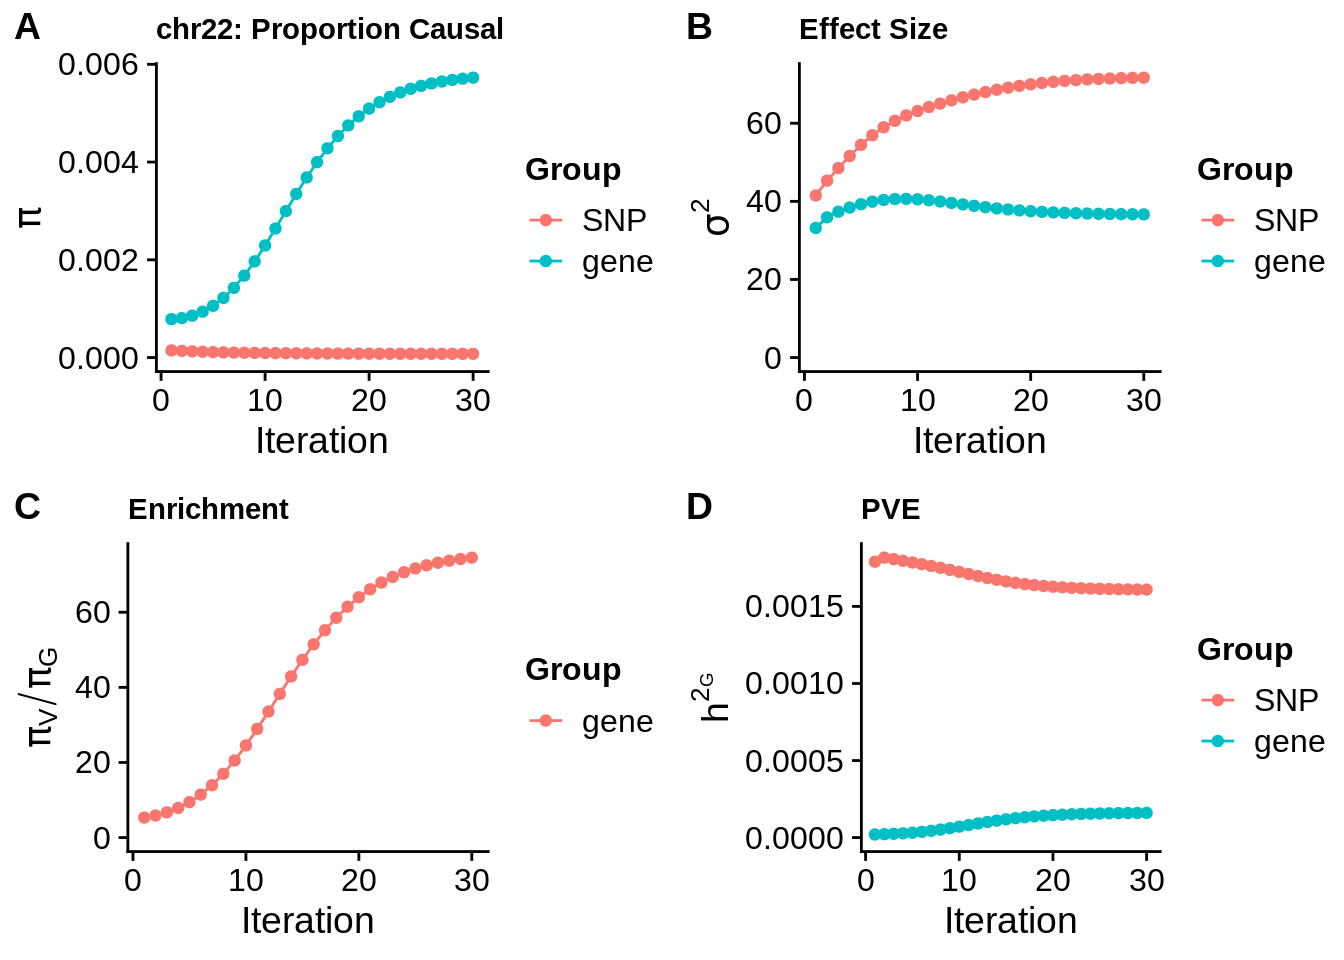 A
chr22: Proportion Causal
0.006
0.004
0.002
0.000
π
0 10 20 30
Iteration
Group
SNP
gene
B
Effect Size
60
40
20
0
σ²
0 10 20 30
Iteration
Group
SNP
gene
C
Enrichment
60
40
20
0
πV/πG
0 10 20 30
Iteration
Group
gene
D
PVE
0.0015
0.0010
0.0005
0.0000
h²G
0 10 20 30
Iteration
Group
SNP
gene